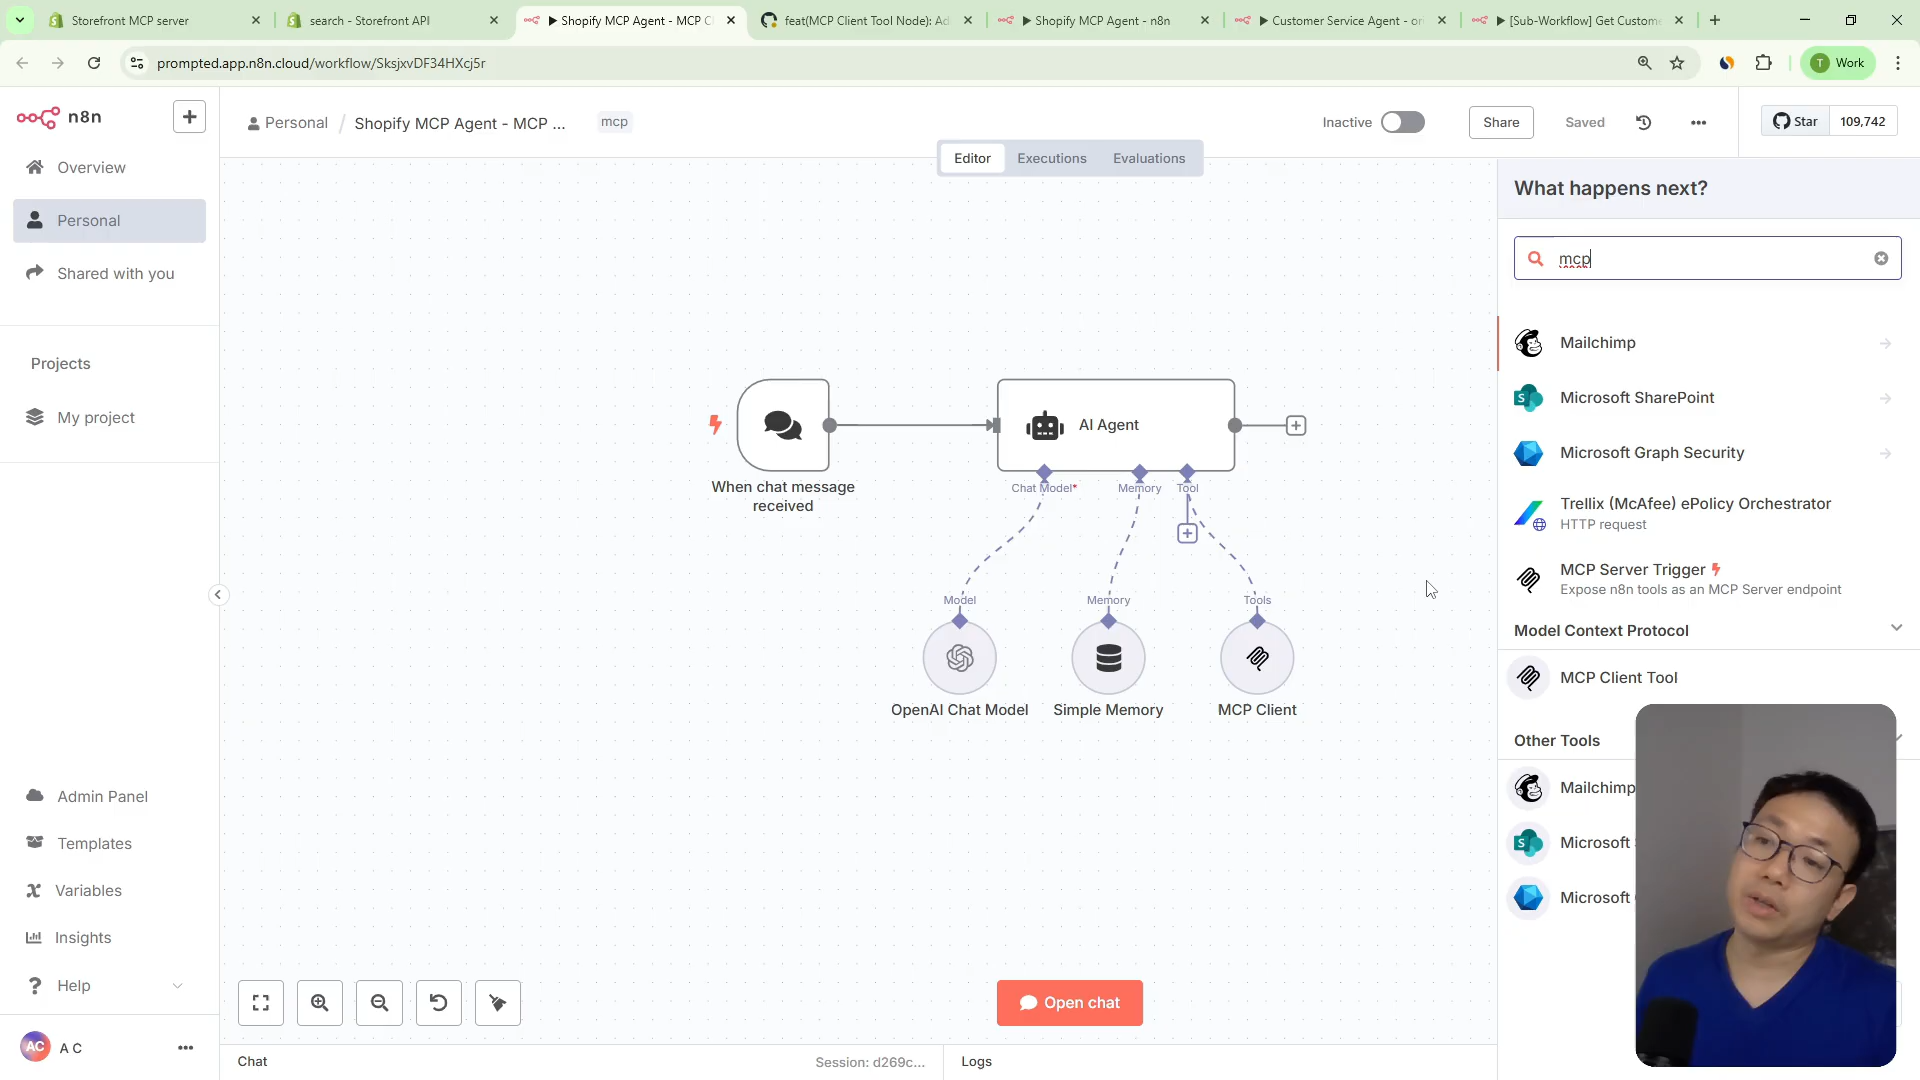 Storefront MCP server
search - Storefront API
Shopify MCP Agent - MCP C
feat(MCP Client Tool Node): Ad
Shopify MCP Agent - n8n
Customer Service Agent - or
[Sub-Workflow] Get Custome
prompted.app.n8n.cloud/workflow/SksjxvDF34HXcj5r
T
Work
n8n
Personal / Shopify MCP Agent - MCP ...
mcp
Inactive
Share
Saved
Star
109,742
Editor
Executions
Evaluations
Overview
Personal
Shared with you
Projects
My project
Admin Panel
Templates
Variables
Insights
Help
AC
A C
When chat message
received
AI Agent
Chat Model*
Memory
Tool
Model
Memory
Tools
OpenAI Chat Model
Simple Memory
MCP Client
Open chat
Chat
Session: d269c...
Logs
What happens next?
mcp
Mailchimp
Microsoft SharePoint
Microsoft Graph Security
Trellix (McAfee) ePolicy Orchestrator
HTTP request
MCP Server Trigger
Expose n8n tools as an MCP Server endpoint
Model Context Protocol
MCP Client Tool
Other Tools
Mailchimp
Microsoft
Microsoft